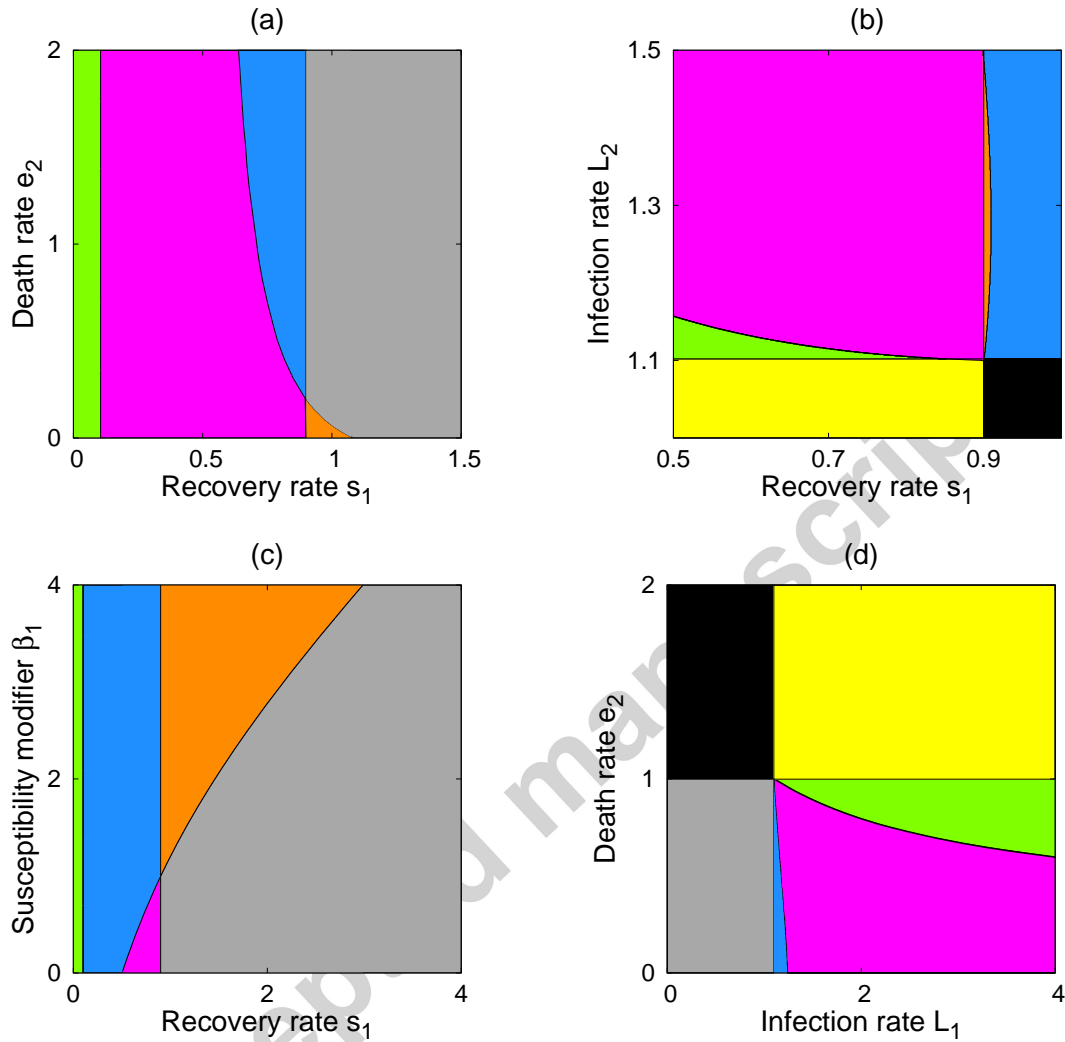 (a)
2
1
0
Death rate e₂
0
0.5
1
1.5
Recovery rate s₁
(b)
1.5
1.3
1.1
Infection rate L₂
0.5
0.7
0.9
Recovery rate s₁
(c)
4
2
0
Susceptibility modifier β₁
0
2
4
Recovery rate s₁
(d)
2
1
0
Death rate e₂
0
2
4
Infection rate L₁